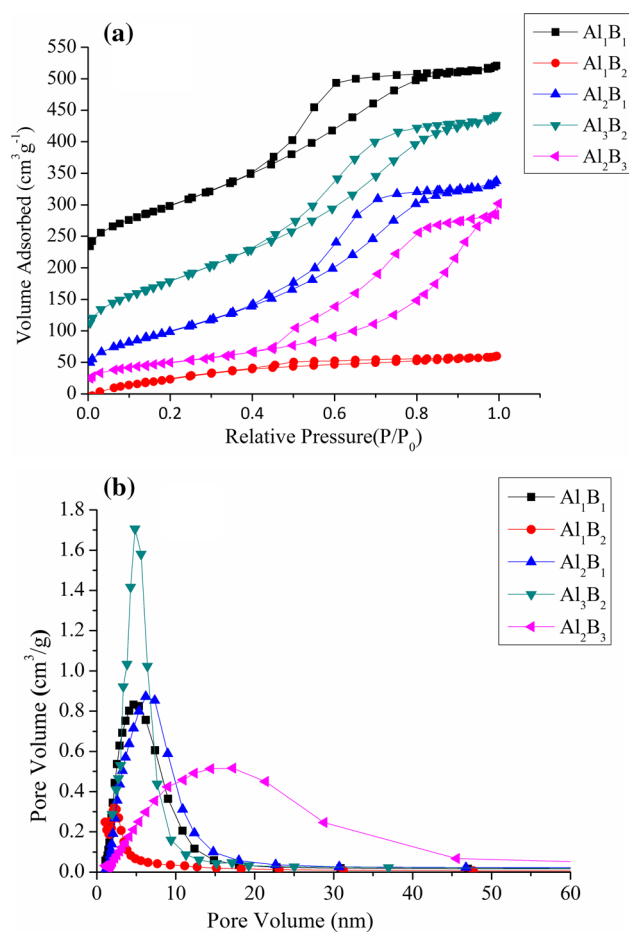 (a)
Al₁B₁
Al₁B₂
Al₂B₁
Al₃B₂
Al₂B₃
550
500
450
400
350
300
250
200
150
100
50
0
Volume Adsorbed (cm³g⁻¹)
0.0 0.2 0.4 0.6 0.8 1.0
Relative Pressure(P/P₀)
(b)
Al₁B₁
Al₁B₂
Al₂B₁
Al₃B₂
Al₂B₃
1.8
1.6
1.4
1.2
1.0
0.8
0.6
0.4
0.2
0.0
Pore Volume (cm³/g)
0 10 20 30 40 50 60
Pore Volume (nm)